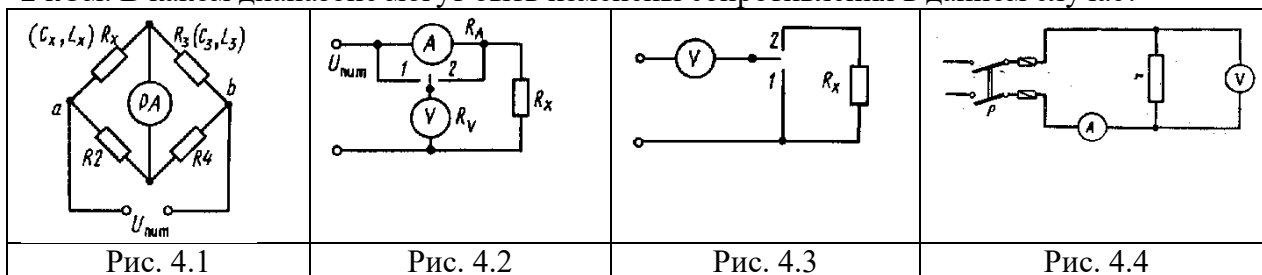 (Cx, Lx) Rx R3 (C3, L3)
PA
a b
R2 R4
Uпит
A RA
Uпит 1 2
V RV
Rx
V 2
1 Rx
P A r V
Рис. 4.1 Рис. 4.2 Рис. 4.3 Рис. 4.4